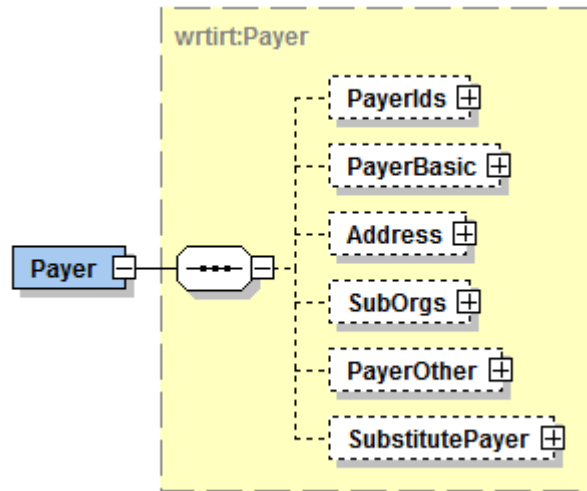 wrtirt:Payer
PayerIds
PayerBasic
Address
Payer
SubOrgs
PayerOther
SubstitutePayer